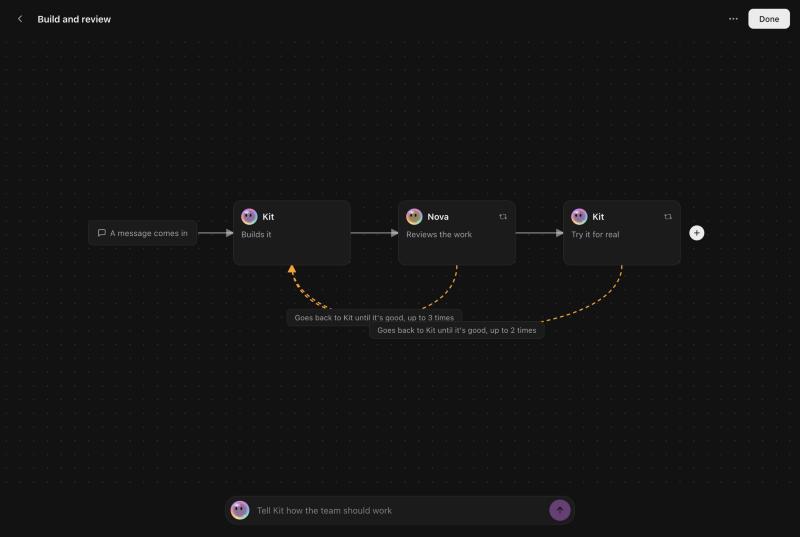 Build and review
Done
A message comes in
Kit
Builds it
Nova
Reviews the work
Kit
Try it for real
Goes back to Kit until it's good, up to 3 times
Goes back to Kit until it's good, up to 2 times
Tell Kit how the team should work